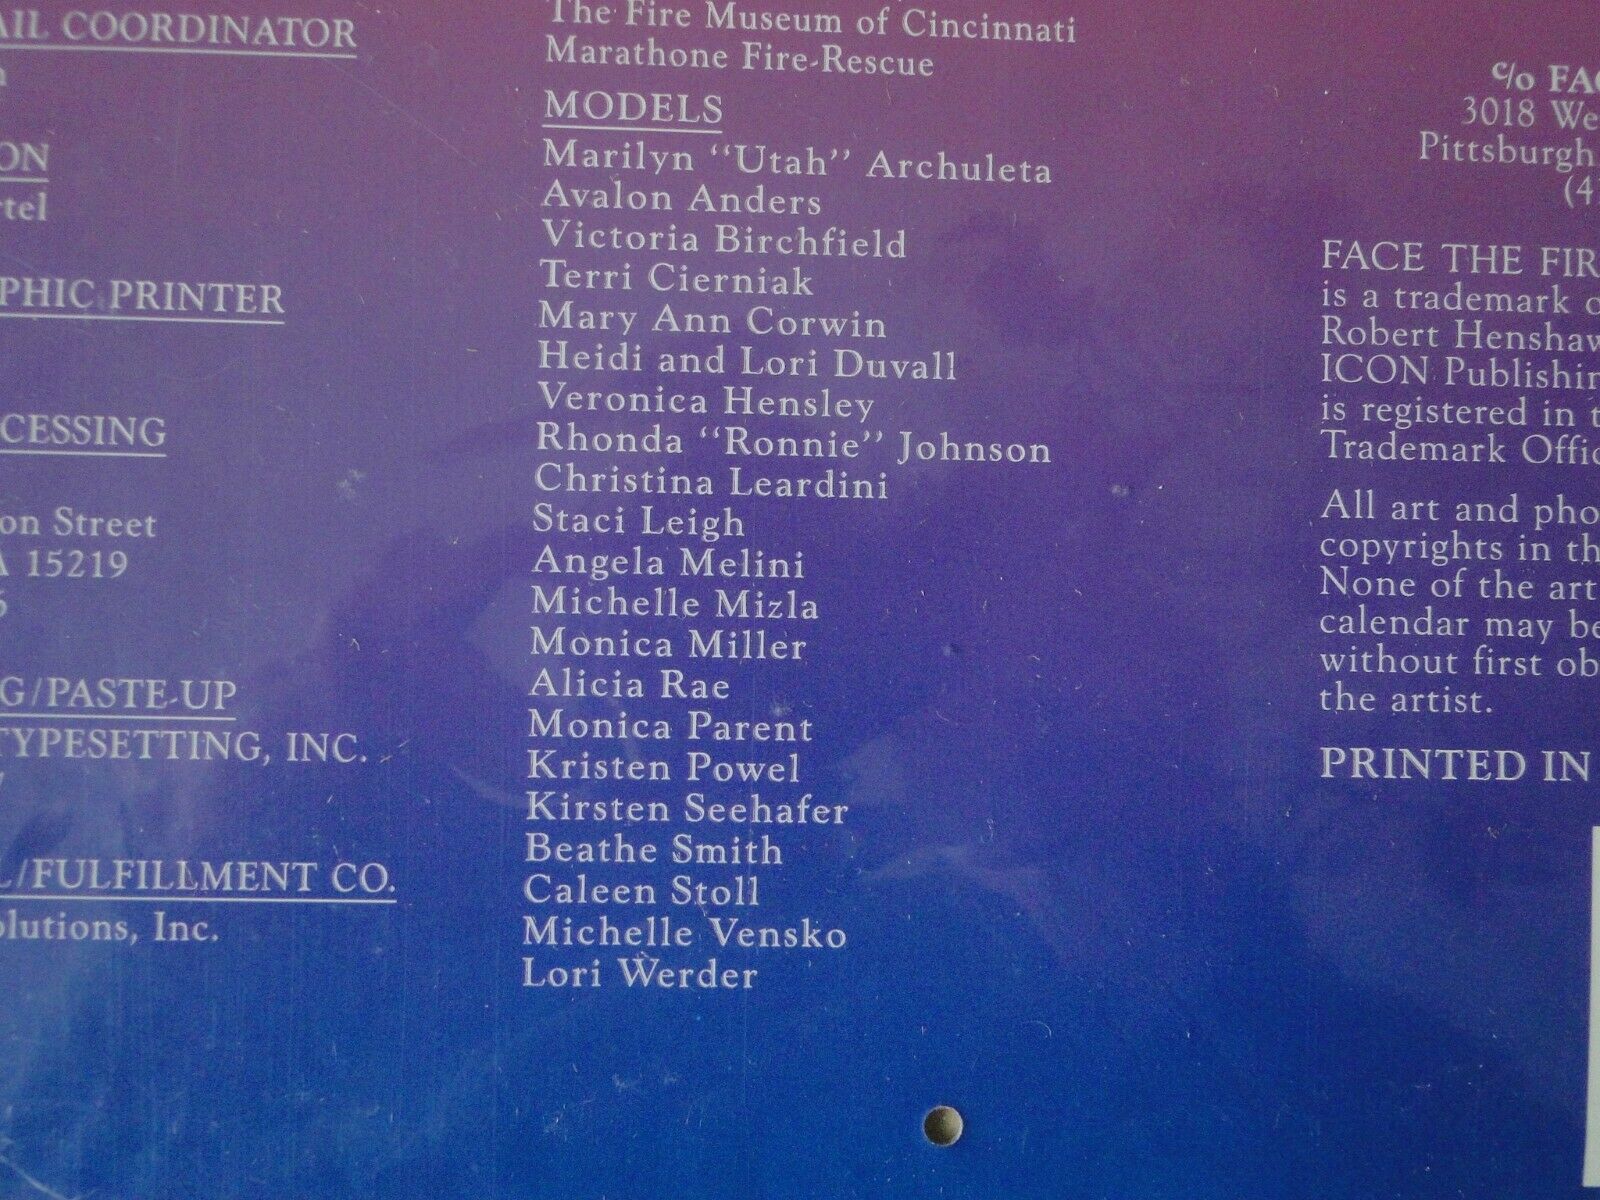 AIL COORDINATOR
ON
rtel
PHIC PRINTER
CESSING
on Street
A 15219
6
G/PASTE-UP
TYPESETTING, INC.
L/FULFILLMENT CO.
olutions, Inc.
The Fire Museum of Cincinnati
Marathone Fire-Rescue
MODELS
Marilyn "Utah" Archuleta
Avalon Anders
Victoria Birchfield
Terri Cierniak
Mary Ann Corwin
Heidi and Lori Duvall
Veronica Hensley
Rhonda "Ronnie" Johnson
Christina Leardini
Staci Leigh
Angela Melini
Michelle Mizla
Monica Miller
Alicia Rae
Monica Parent
Kristen Powel
Kirsten Seehafer
Beathe Smith
Caleen Stoll
Michelle Vensko
Lori Werder
c/o FAC
3018 We
Pittsburgh
(41
FACE THE FIR
is a trademark o
Robert Henshaw
ICON Publishin
is registered in t
Trademark Offic
All art and pho
copyrights in th
None of the art
calendar may be
without first ob
the artist.
PRINTED IN